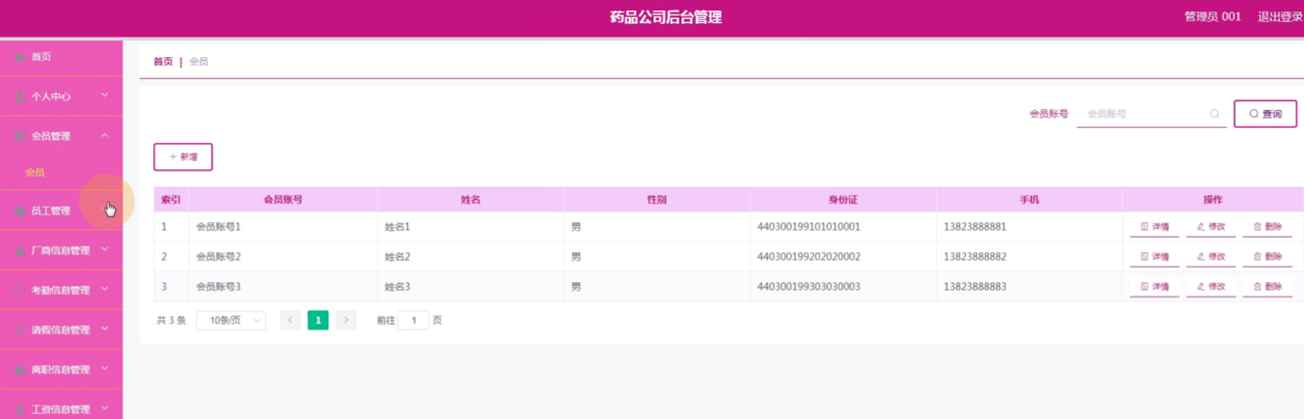 药品公司后台管理
管理员 001 退出登录
首页
个人中心
会员管理
会员
员工管理
厂商信息管理
考勤信息管理
请假信息管理
离职信息管理
工资信息管理
首页 | 会员
会员账号 会员账号 查询
+ 新增
索引 会员账号 姓名 性别 身份证 手机 操作
1 会员账号1 姓名1 男 440300199101010001 13823888881 详情 修改 删除
2 会员账号2 姓名2 男 440300199202020002 13823888882 详情 修改 删除
3 会员账号3 姓名3 男 440300199303030003 13823888883 详情 修改 删除
共 3 条 10条/页 1 前往 1 页